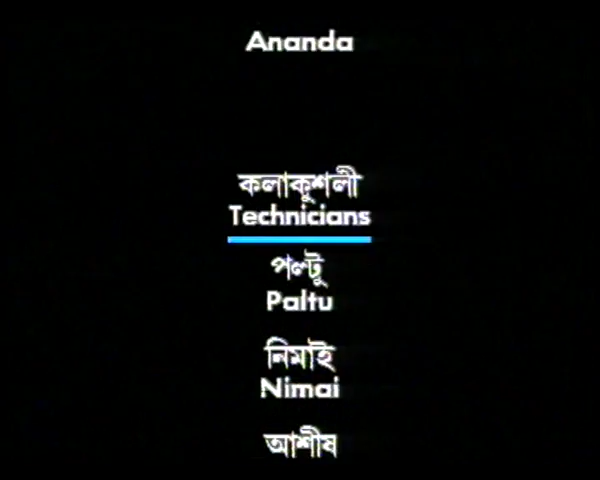 Ananda
কলাকুশলী
Technicians
পল্টু
Paltu
নিমাই
Nimai
আশীষ